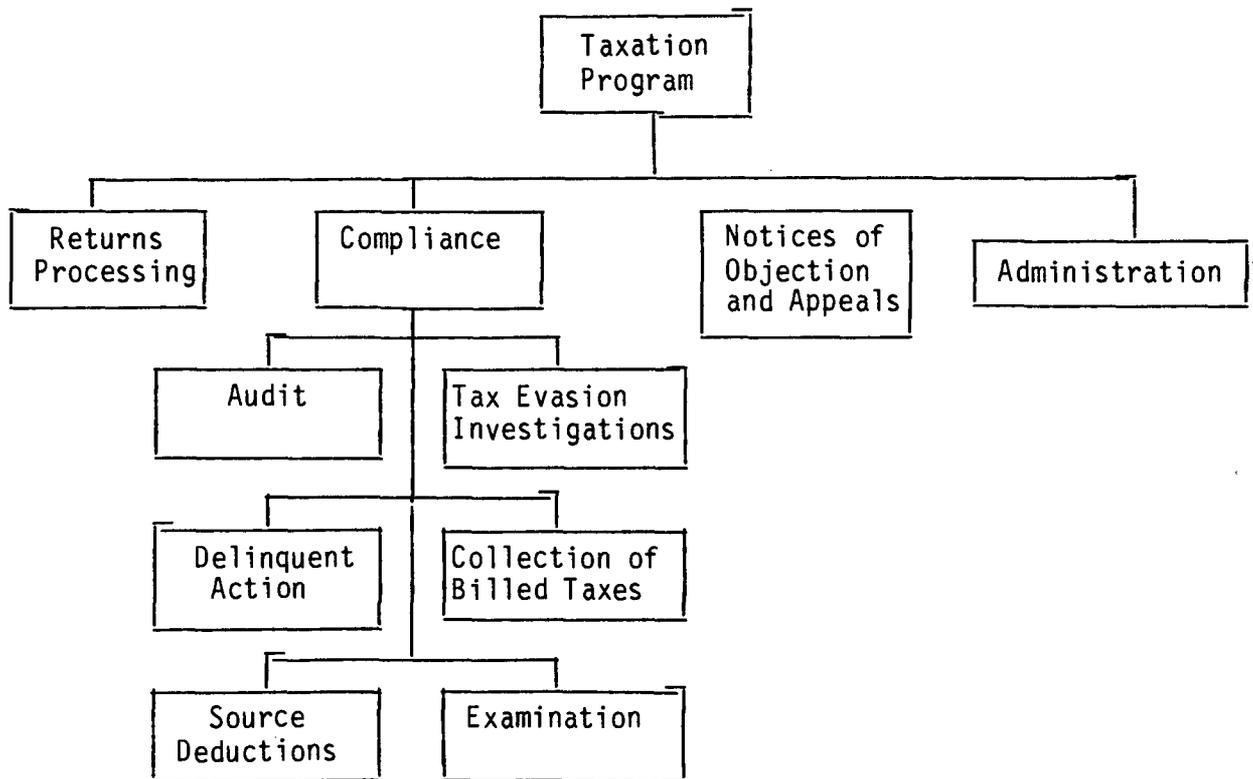 Taxation
Program
Returns
Processing
Compliance
Notices of
Objection
and Appeals
Administration
Audit
Tax Evasion
Investigations
Delinquent
Action
Collection of
Billed Taxes
Source
Deductions
Examination